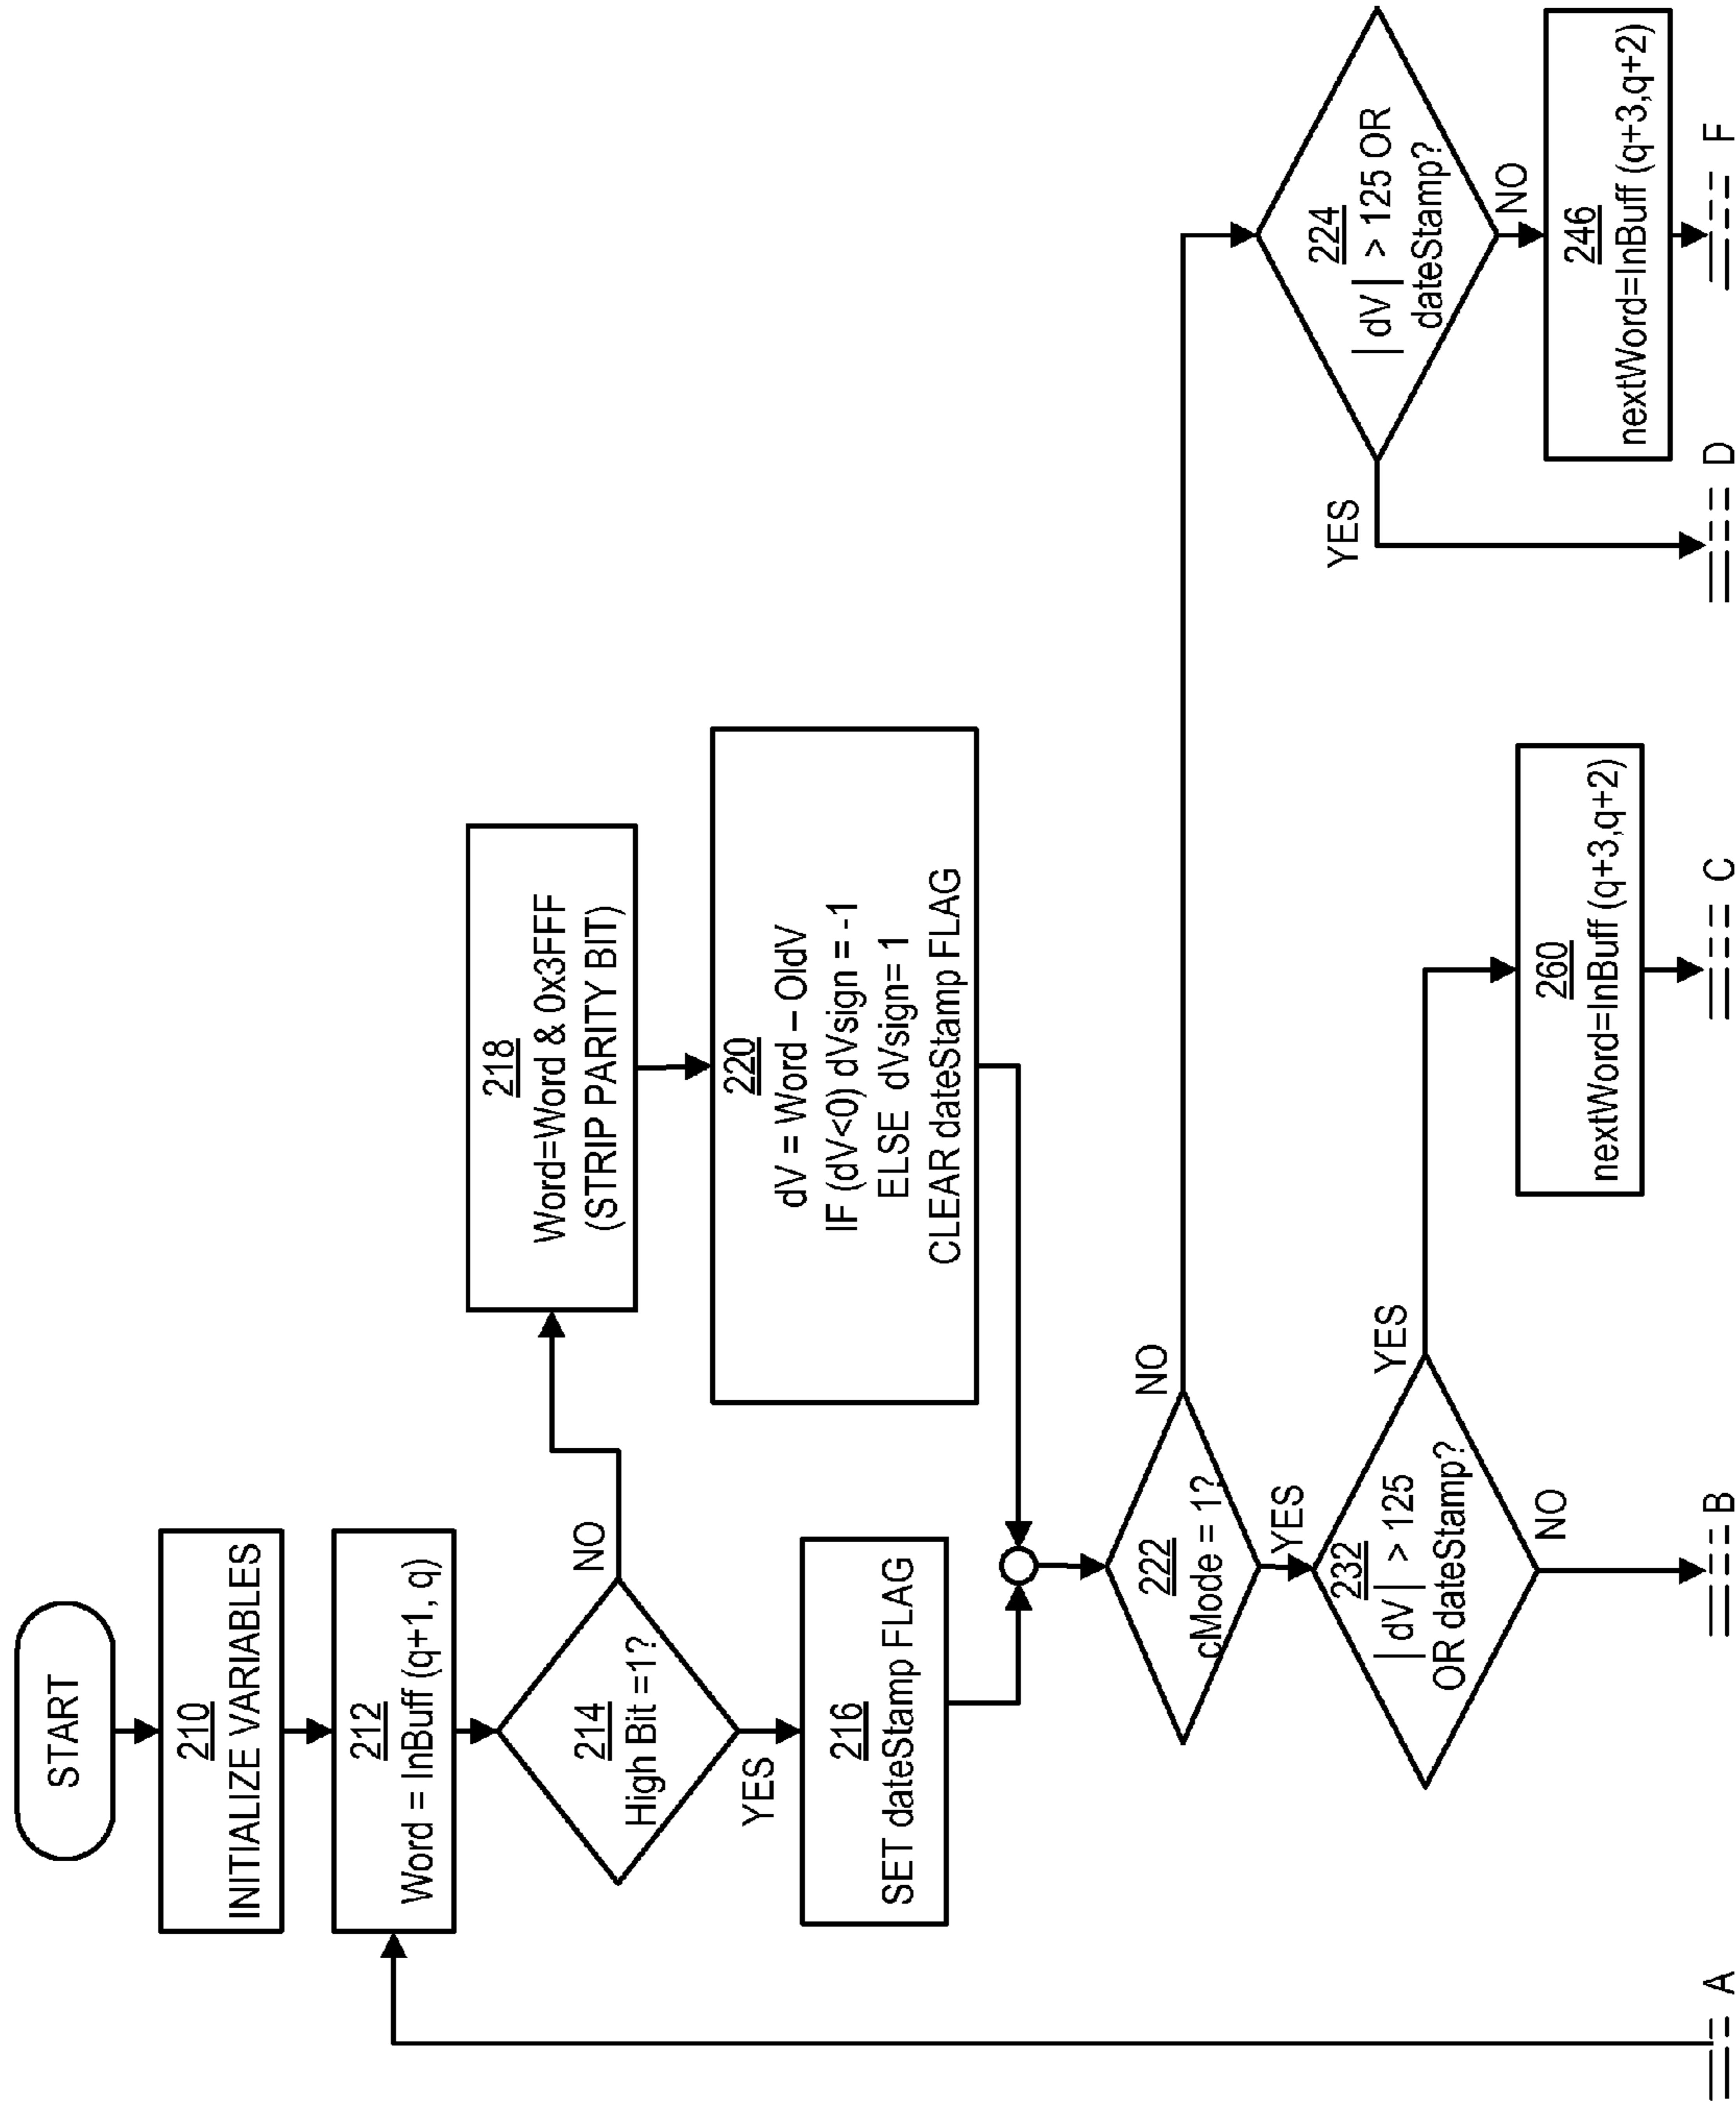 START
210
INITIALIZE VARIABLES
212
Word = InBuff (q+1, q)
214
High Bit =1?
NO
YES
218
Word=Word & 0x3FFF
(STRIP PARITY BIT)
216
SET dateStamp FLAG
220
dV = Word – OldV
IF (dV<0) dVsign = -1
ELSE dVsign= 1
CLEAR dateStamp FLAG
222
cMode = 1?
NO
YES
224
|dV| > 125 OR
dateStamp?
YES
NO
232
|dV| > 125
OR dateStamp?
YES
NO
246
nextWord=InBuff (q+3,q+2)
260
nextWord=InBuff (q+3,q+2)
A
B
C
D
F